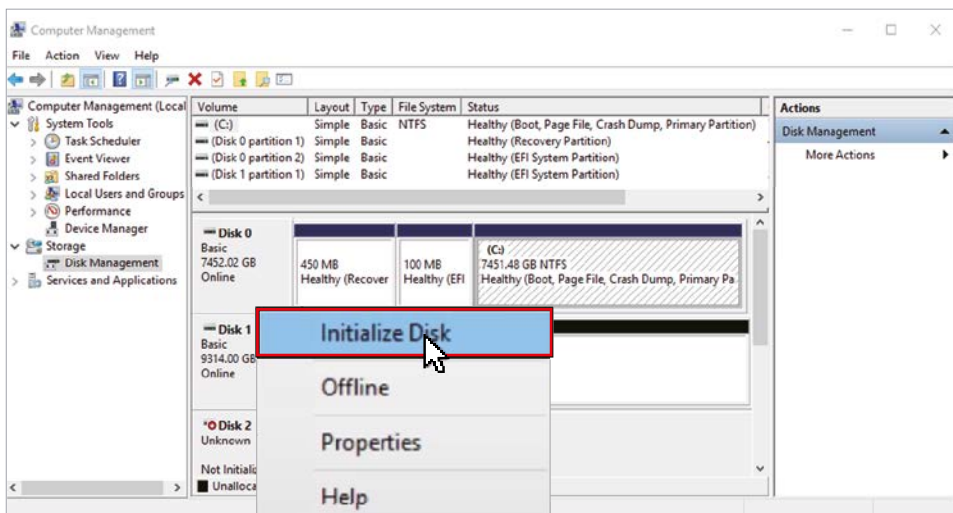 Computer Management
File Action View Help
Computer Management (Local
System Tools
Task Scheduler
Event Viewer
Shared Folders
Local Users and Groups
Performance
Device Manager
Storage
Disk Management
Services and Applications
Volume Layout Type File System Status
(C:) Simple Basic NTFS Healthy (Boot, Page File, Crash Dump, Primary Partition)
(Disk 0 partition 1) Simple Basic Healthy (Recovery Partition)
(Disk 0 partition 2) Simple Basic Healthy (EFI System Partition)
(Disk 1 partition 1) Simple Basic Healthy (EFI System Partition)
Disk 0
Basic
7452.02 GB
Online
450 MB
Healthy (Recover
100 MB
Healthy (EFI
(C:)
7451.48 GB NTFS
Healthy (Boot, Page File, Crash Dump, Primary Pa
Disk 1
Basic
9314.00 GB
Online
Disk 2
Unknown
Not Initializ
Unalloca
Initialize Disk
Offline
Properties
Help
Actions
Disk Management
More Actions